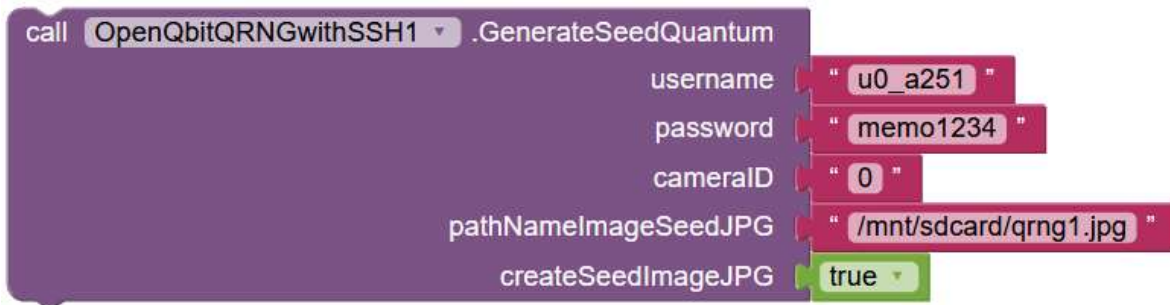 call OpenQbitQRNGwithSSH1 .GenerateSeedQuantum
username " u0_a251 "
password " memo1234 "
cameraID " 0 "
pathNameImageSeedJPG " /mnt/sdcard/qrng1.jpg "
createSeedImageJPG true